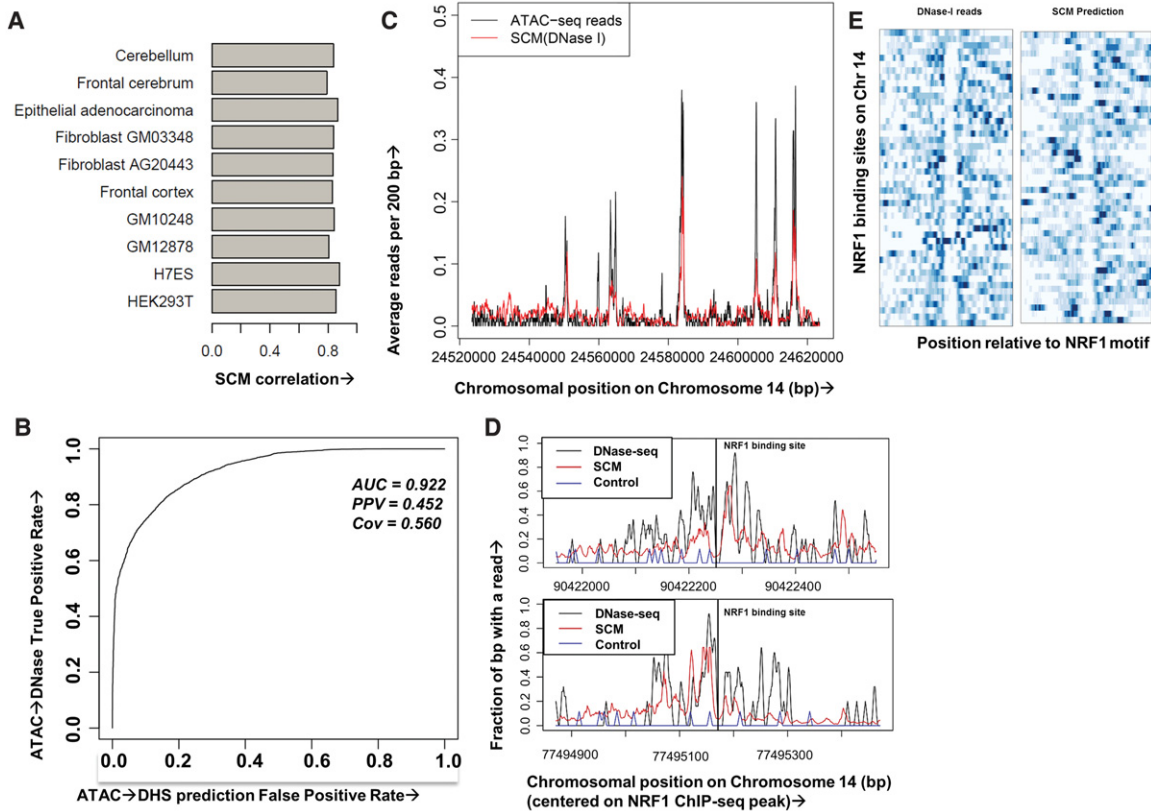 A
Cerebellum
Frontal cerebrum
Epithelial adenocarcinoma
Fibroblast GM03348
Fibroblast AG20443
Frontal cortex
GM10248
GM12878
H7ES
HEK293T
0.0 0.4 0.8
SCM correlation→
B
ATAC→DNase True Positive Rate→
0.0 0.2 0.4 0.6 0.8 1.0
AUC = 0.922
PPV = 0.452
Cov = 0.560
0.0 0.2 0.4 0.6 0.8 1.0
ATAC→DHS prediction False Positive Rate→
C
Average reads per 200 bp→
0.0 0.1 0.2 0.3 0.4 0.5
ATAC−seq reads
SCM(DNase I)
24520000 24540000 24560000 24580000 24600000 24620000
Chromosomal position on Chromosome 14 (bp)→
D
Fraction of bp with a read→
0.0 0.2 0.4 0.6 0.8 1.0
DNase-seq
SCM
Control
NRF1 binding site
90422000 90422200 90422400
0.0 0.2 0.4 0.6 0.8 1.0
DNase-seq
SCM
Control
NRF1 binding site
77494900 77495100 77495300
Chromosomal position on Chromosome 14 (bp)
(centered on NRF1 ChIP-seq peak)→
E
DNase-I reads
SCM Prediction
NRF1 binding sites on Chr 14
Position relative to NRF1 motif